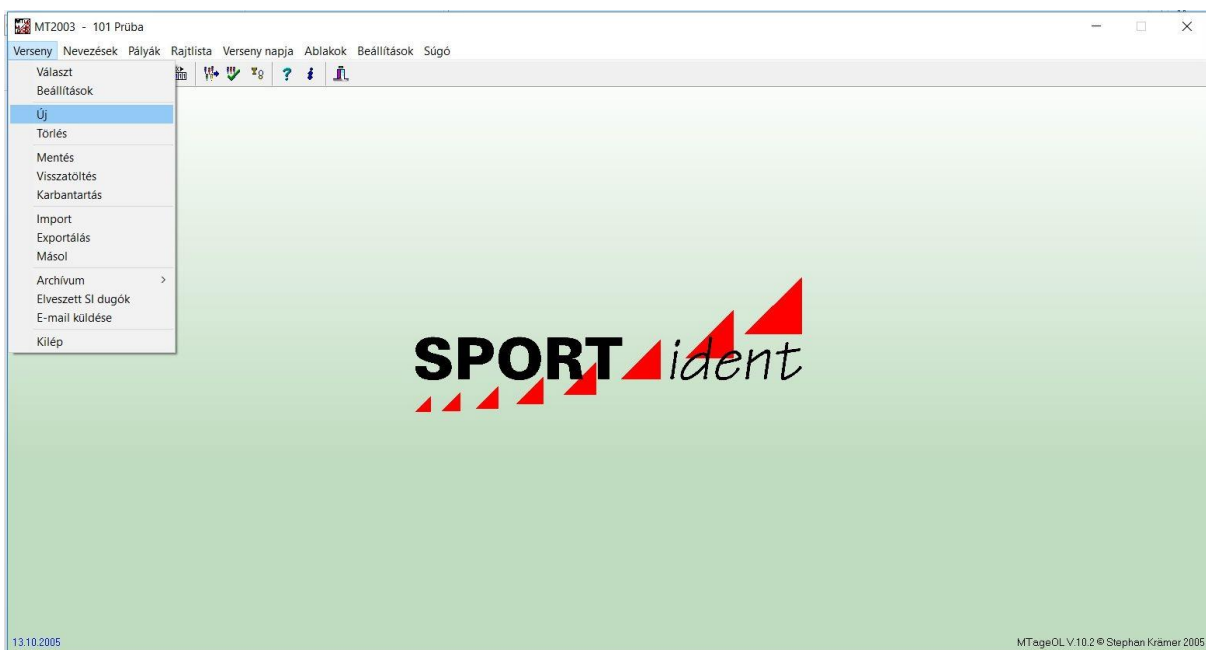 MT2003 - 101 Prüba
Verseny Nevezések Pályák Rajtlista Verseny napja Ablakok Beállítások Súgó
Választ
Beállítások
Új
Törlés
Mentés
Visszatöltés
Karbantartás
Import
Exportálás
Másol
Archívum
Elveszett SI dugók
E-mail küldése
Kilép
SPORTident
13.10.2005
MTageOL V.10.2 © Stephan Krämer 2005